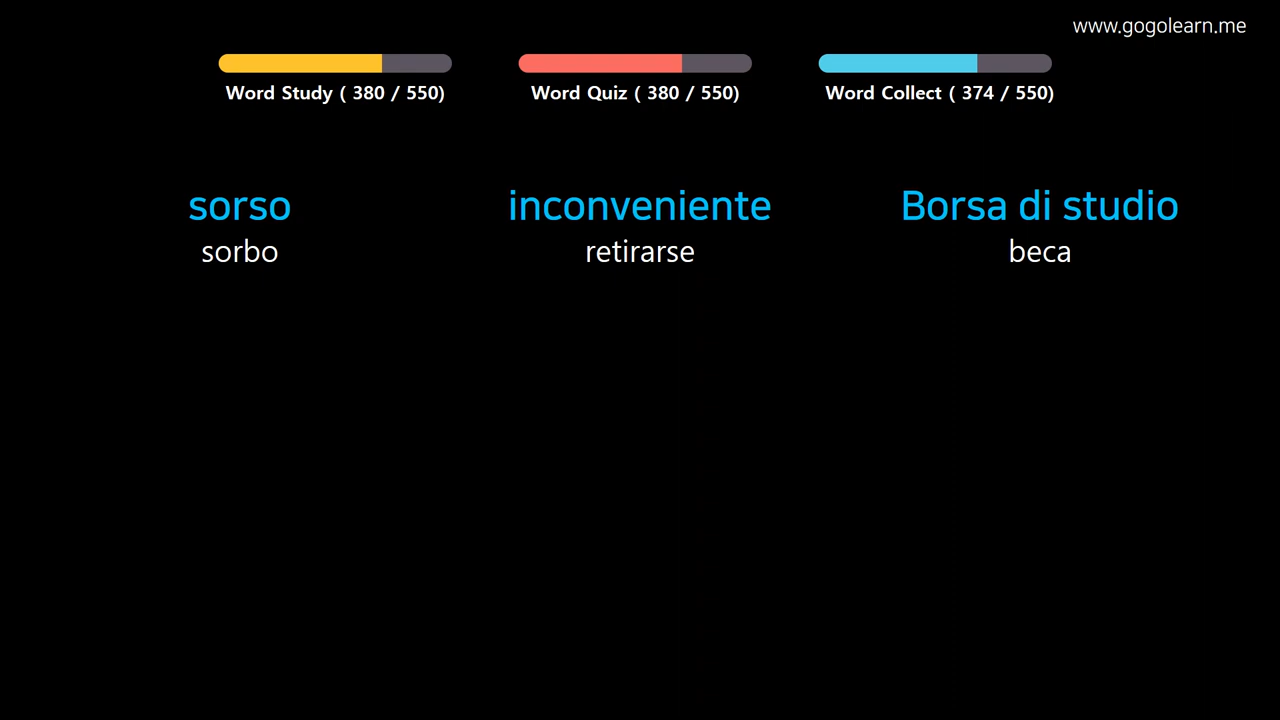 www.gogolearn.me
Word Study ( 380 / 550)
Word Quiz ( 380 / 550)
Word Collect ( 374 / 550)
sorso
inconveniente
Borsa di studio
sorbo
retirarse
beca